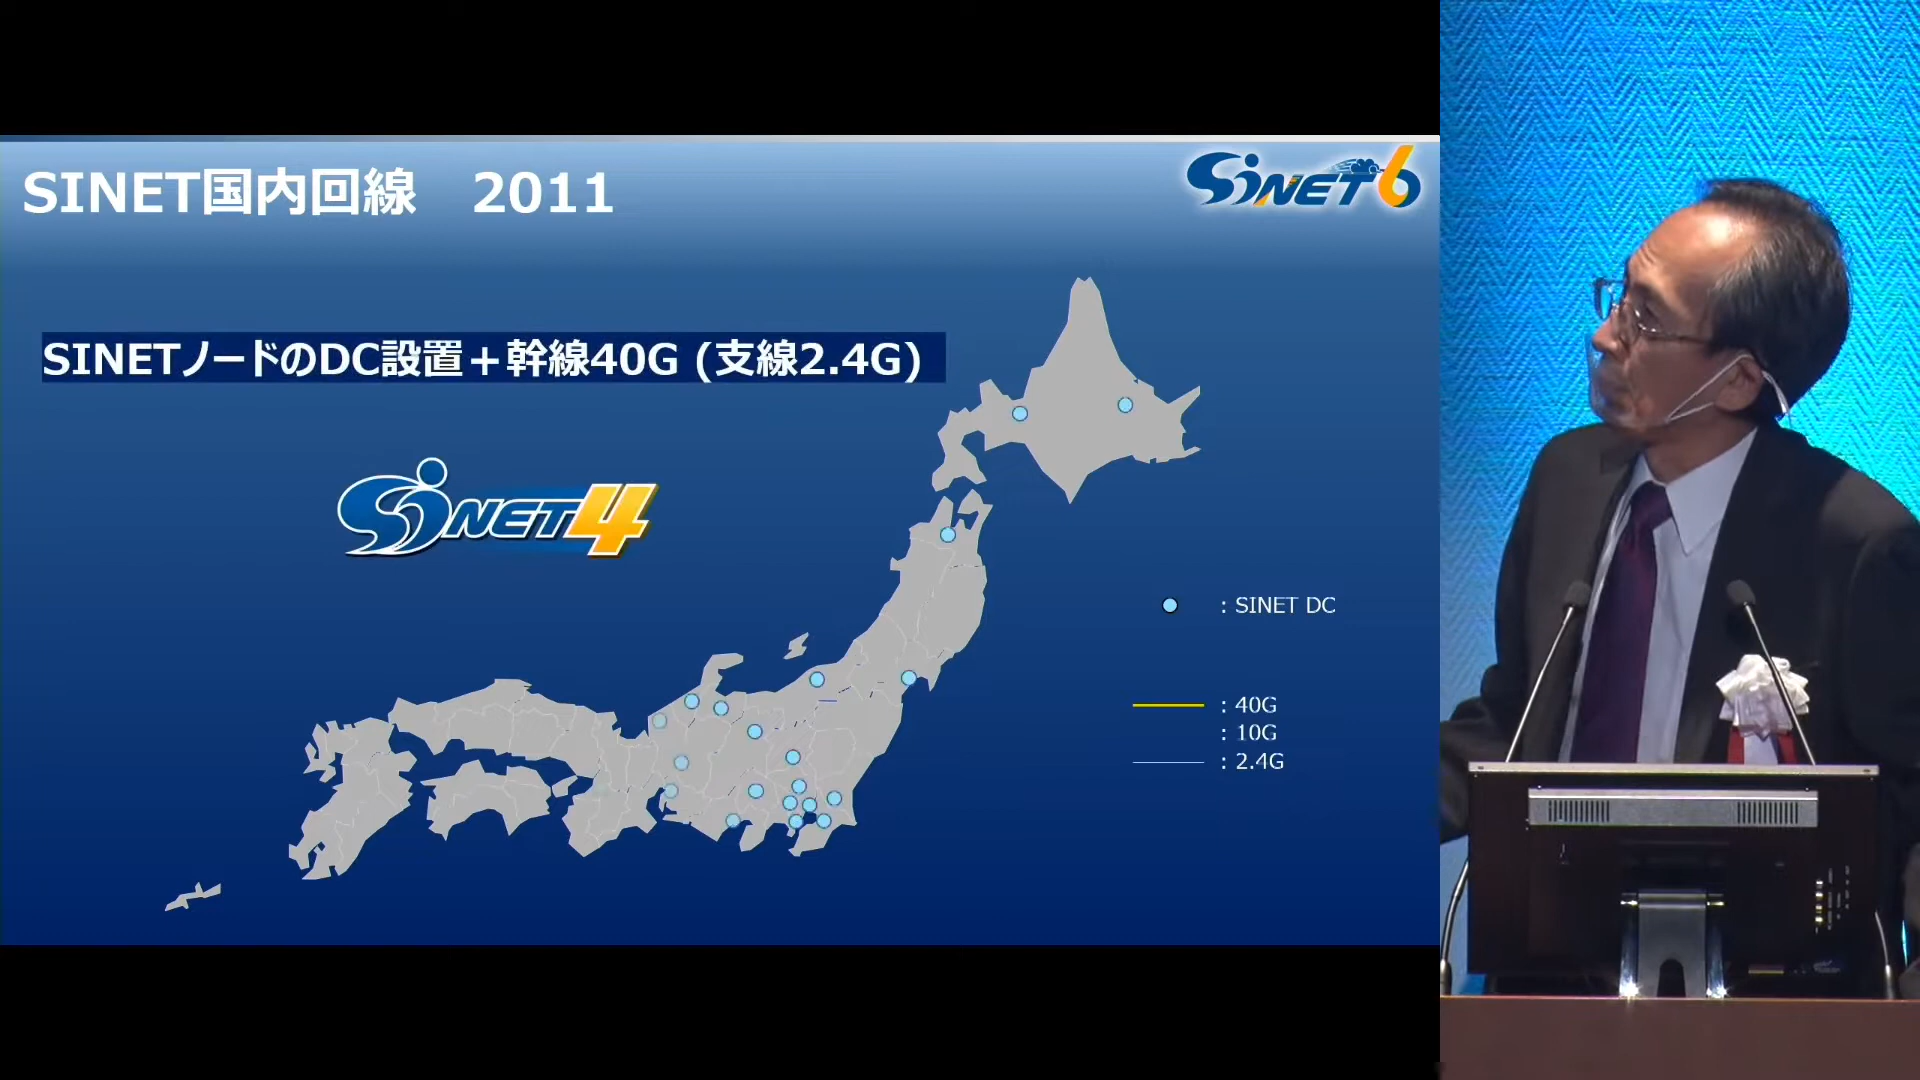 SINET国内回線　2011
SINET6
SINETノードのDC設置＋幹線40G (支線2.4G)
SINET4
: SINET DC
: 40G
: 10G
: 2.4G